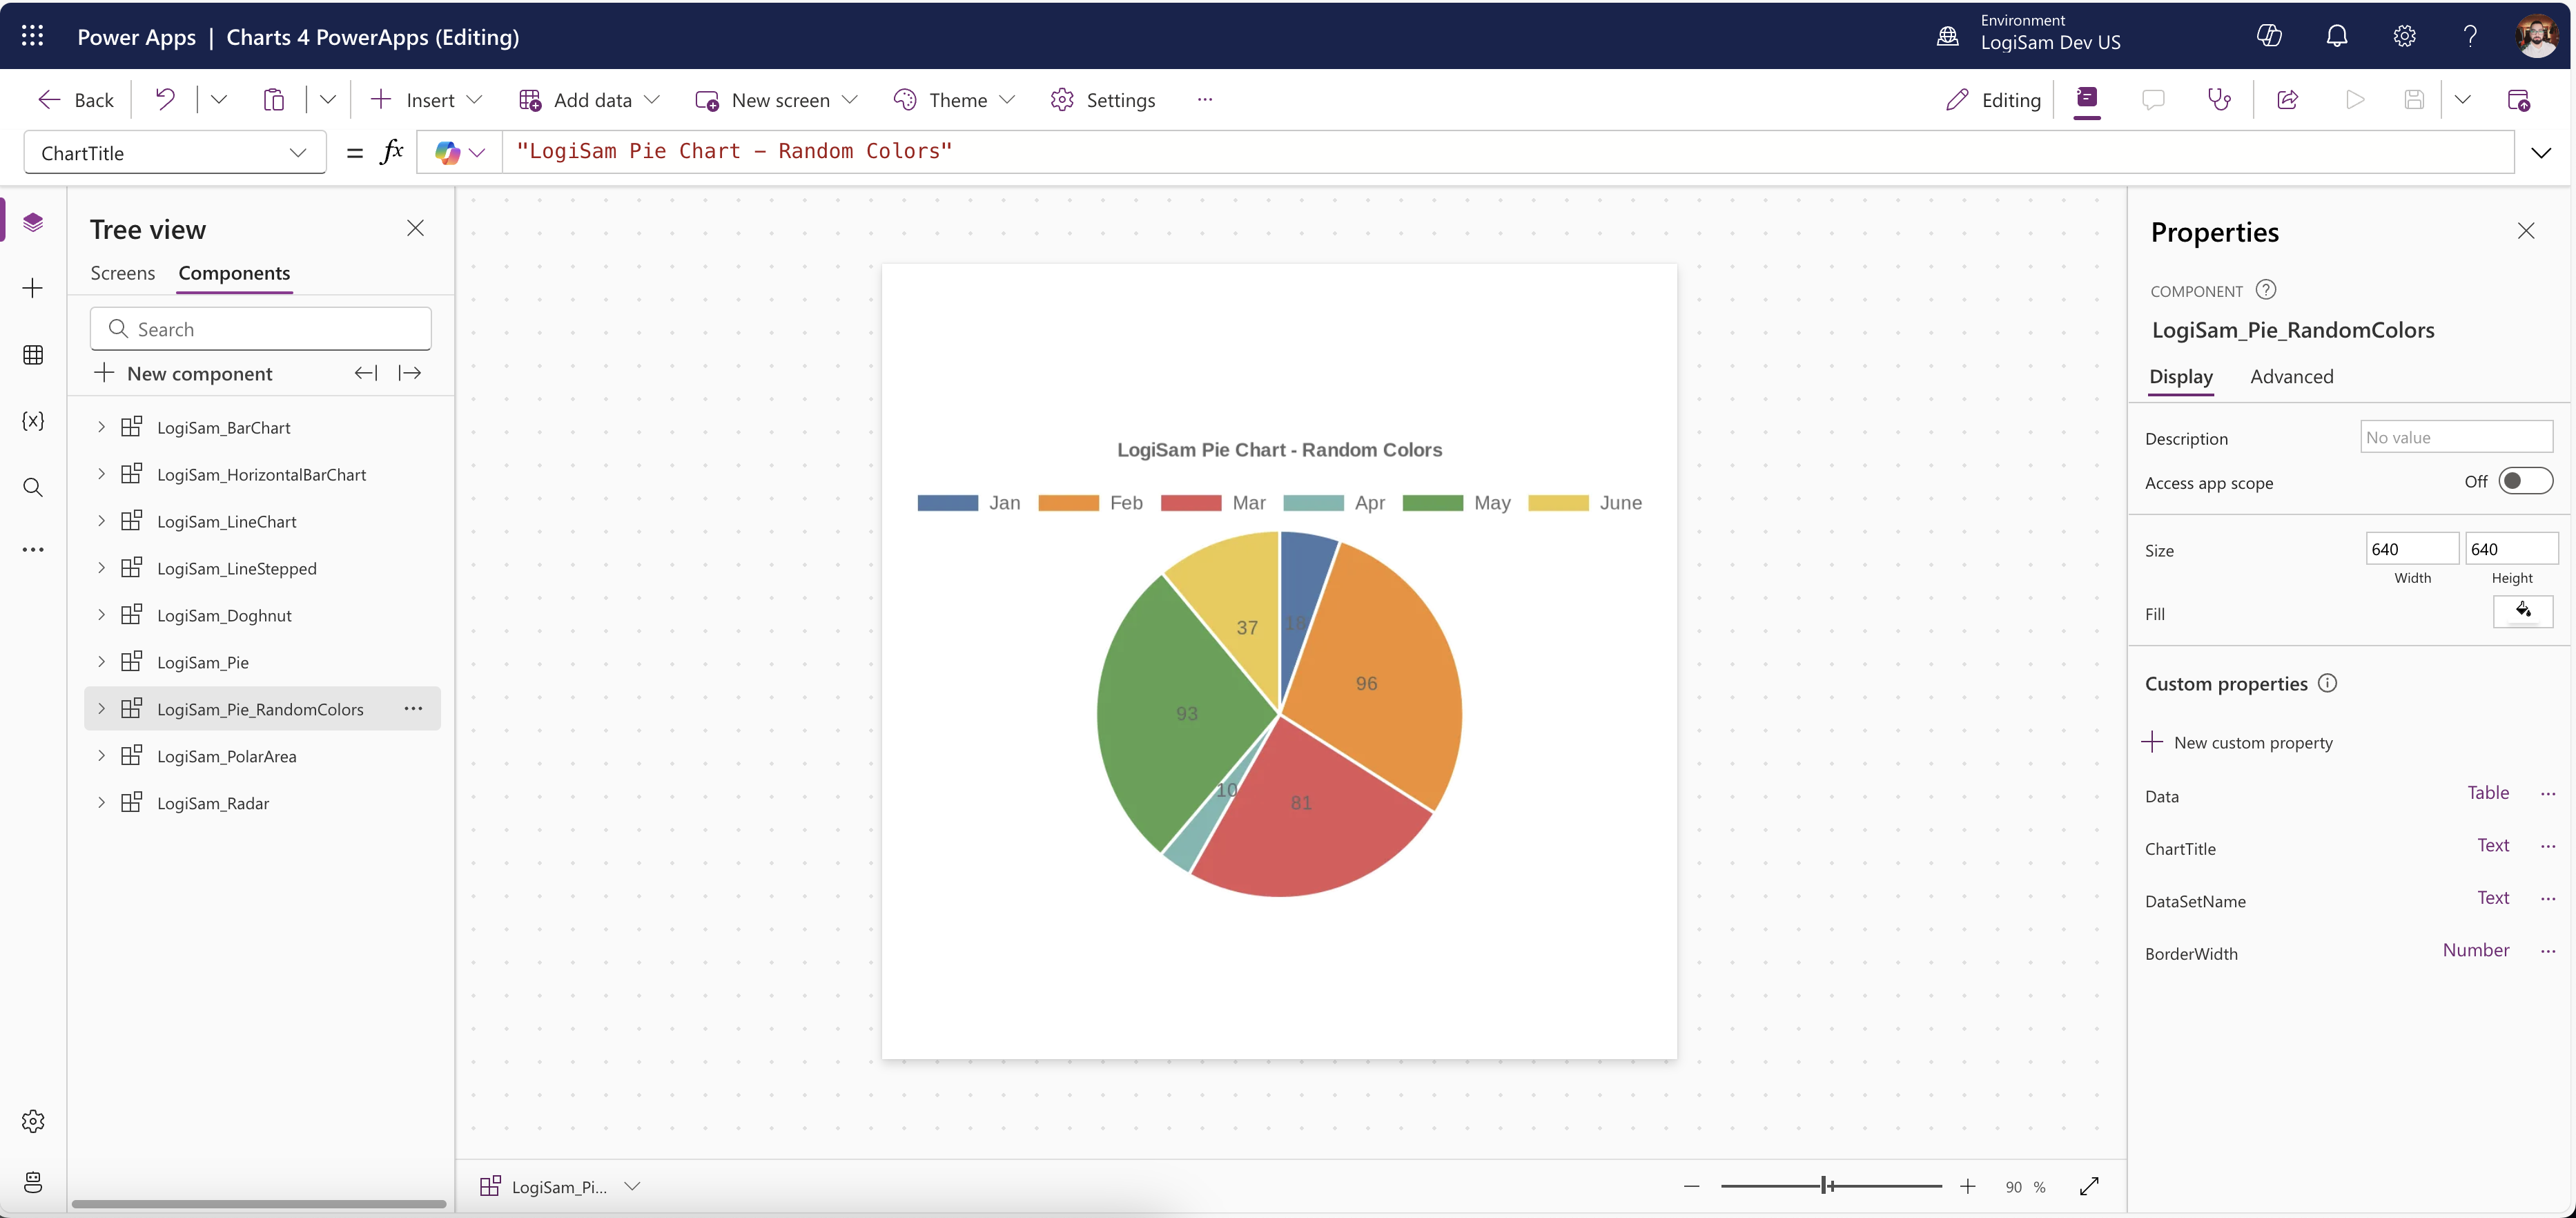 Power Apps | Charts 4 PowerApps (Editing)
Environment
LogiSam Dev US
Back
Insert
Add data
New screen
Theme
Settings
Editing
ChartTitle
= fx
"LogiSam Pie Chart - Random Colors"
Tree view
Screens Components
Search
New component
LogiSam_BarChart
LogiSam_HorizontalBarChart
LogiSam_LineChart
LogiSam_LineStepped
LogiSam_Doghnut
LogiSam_Pie
LogiSam_Pie_RandomColors
LogiSam_PolarArea
LogiSam_Radar
LogiSam Pie Chart - Random Colors
Jan Feb Mar Apr May June
37
18
96
93
10
81
LogiSam_Pi...
90 %
Properties
COMPONENT
LogiSam_Pie_RandomColors
Display Advanced
Description No value
Access app scope Off
Size 640 640
Width Height
Fill
Custom properties
New custom property
Data Table
ChartTitle Text
DataSetName Text
BorderWidth Number